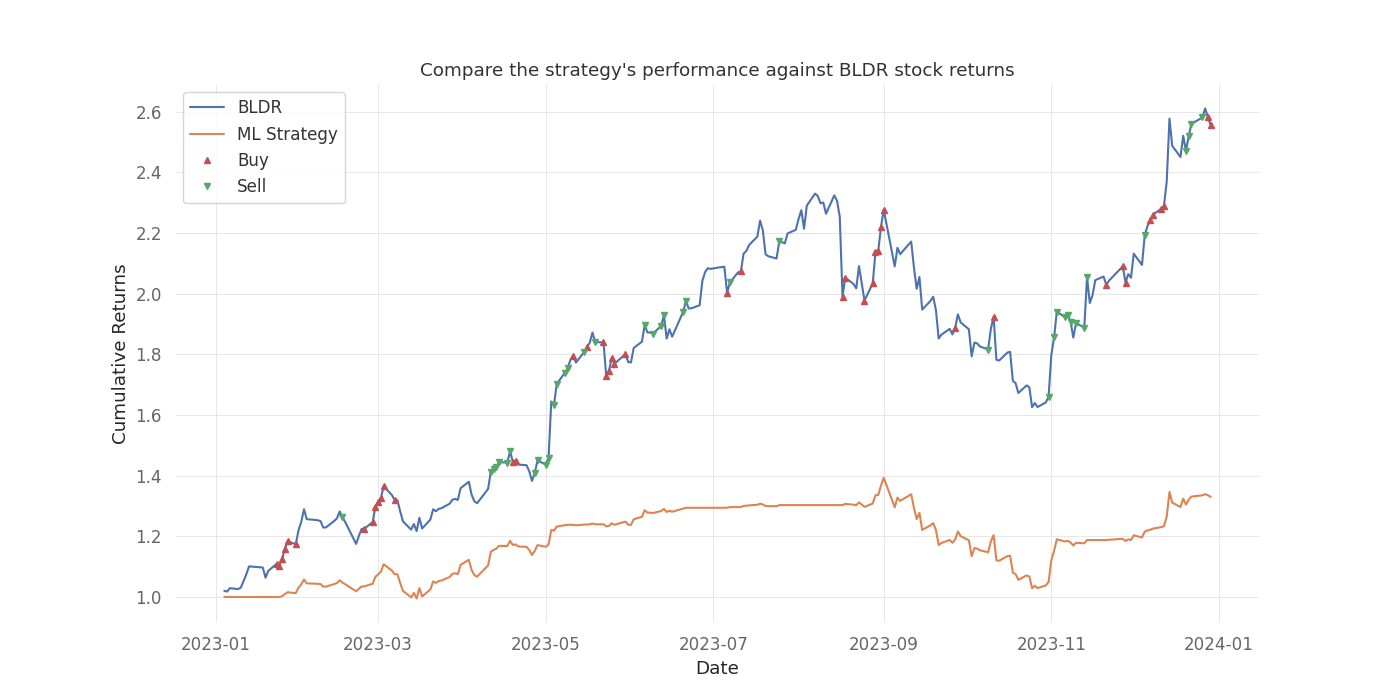 Compare the strategy's performance against BLDR stock returns
BLDR
ML Strategy
Buy
Sell
Cumulative Returns
2.6
2.4
2.2
2.0
1.8
1.6
1.4
1.2
1.0
2023-01
2023-03
2023-05
2023-07
2023-09
2023-11
2024-01
Date